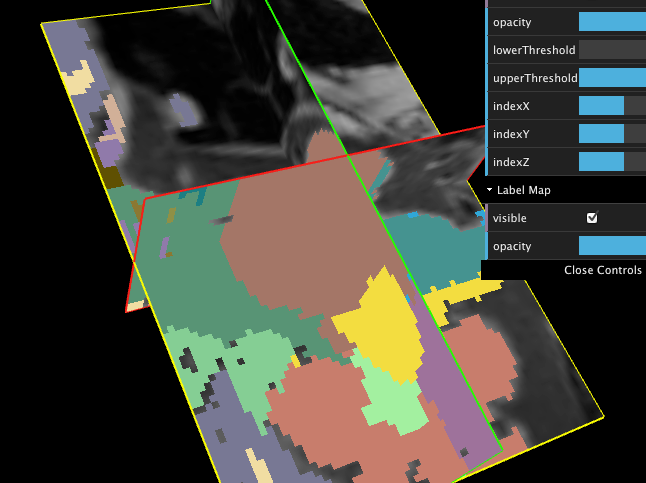 opacity
lowerThreshold
upperThreshold
indexX
indexY
indexZ
Label Map
visible
opacity
Close Controls